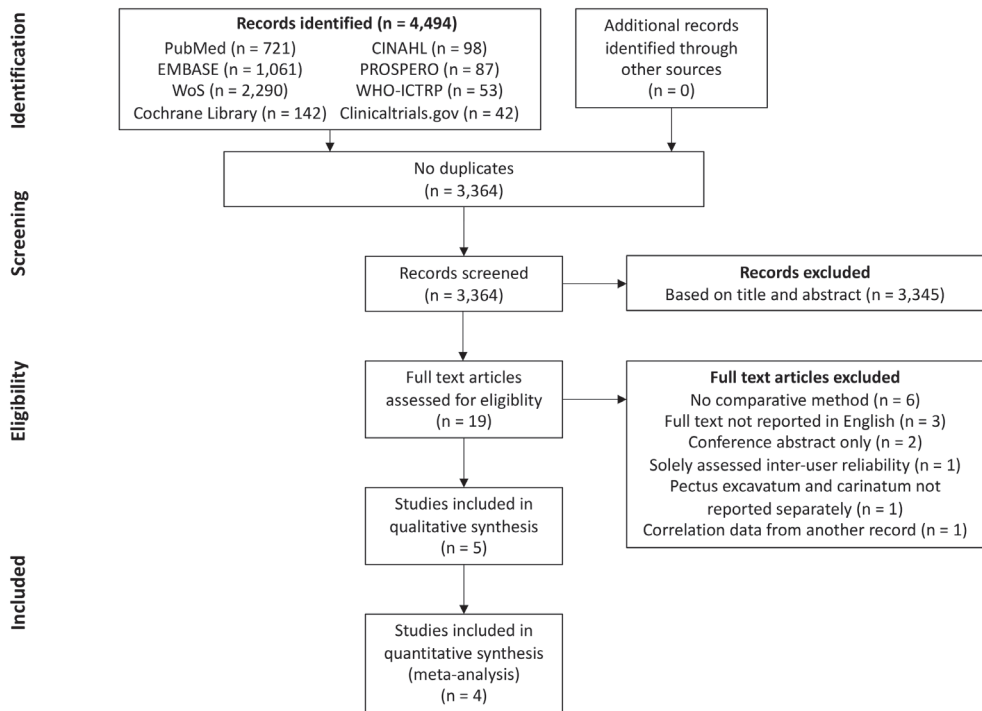 Identification
Records identified (n = 4,494)
PubMed (n = 721)
CINAHL (n = 98)
EMBASE (n = 1,061)
PROSPERO (n = 87)
WoS (n = 2,290)
WHO-ICTRP (n = 53)
Cochrane Library (n = 142)
Clinicaltrials.gov (n = 42)
Additional records
identified through
other sources
(n = 0)
Screening
No duplicates
(n = 3,364)
Records screened
(n = 3,364)
Records excluded
Based on title and abstract (n = 3,345)
Eligibility
Full text articles
assessed for eligiblity
(n = 19)
Full text articles excluded
No comparative method (n = 6)
Full text not reported in English (n = 3)
Conference abstract only (n = 2)
Solely assessed inter-user reliability (n = 1)
Pectus excavatum and carinatum not
reported separately (n = 1)
Correlation data from another record (n = 1)
Included
Studies included in
qualitative synthesis
(n = 5)
Studies included in
quantitative synthesis
(meta-analysis)
(n = 4)